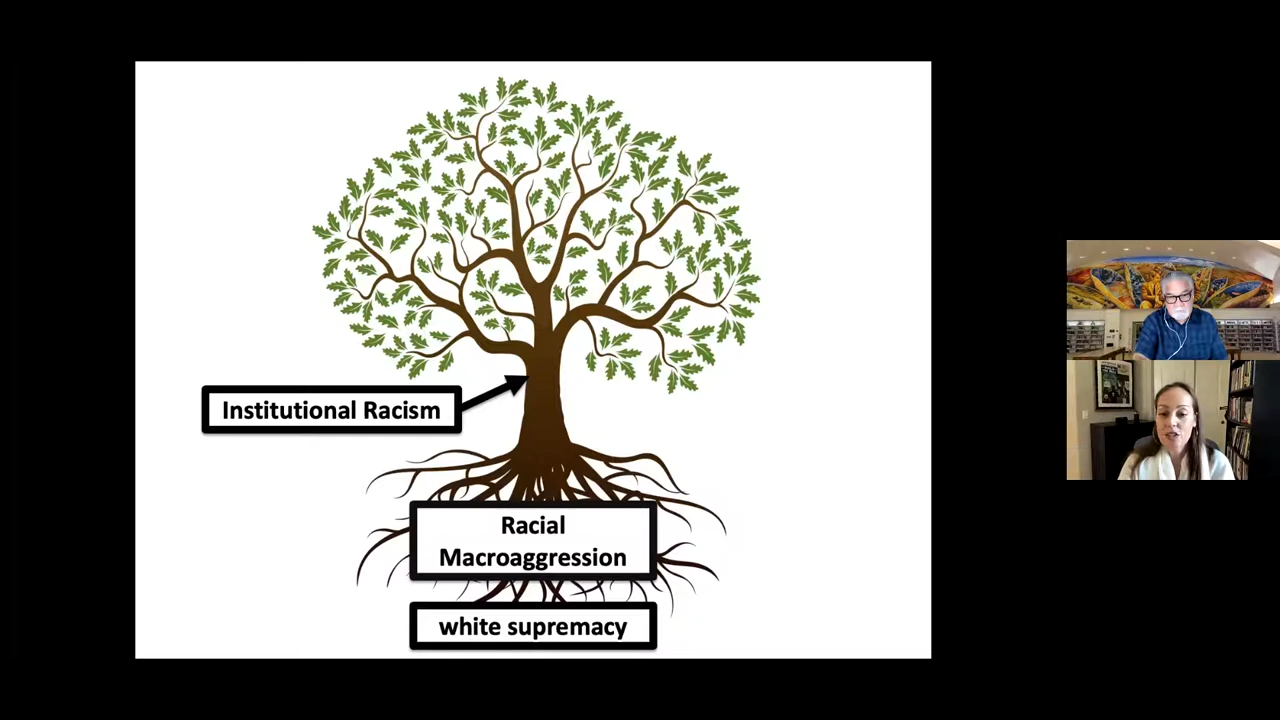 Institutional Racism
Racial
Macroaggression
white supremacy